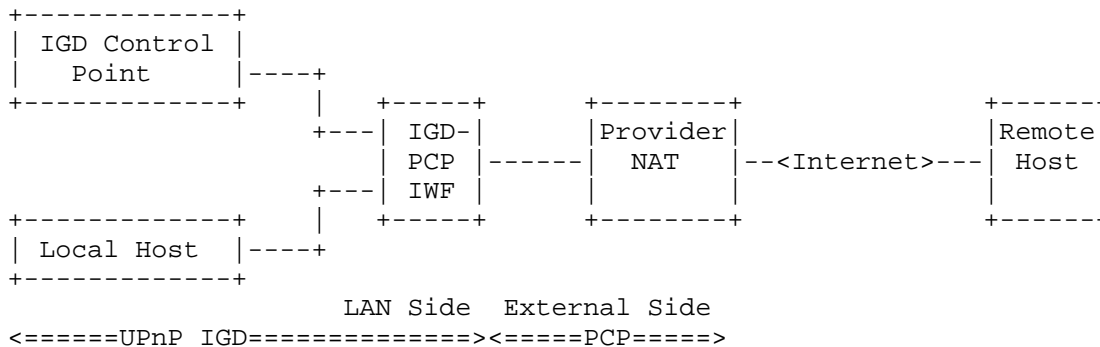 IGD Control
Point
IGD- Provider Remote
PCP NAT <Internet> Host
IWF
Local Host
LAN Side External Side
<======UPnP IGD==============><=====PCP=====>